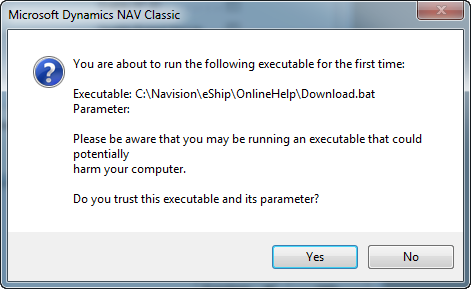 Microsoft Dynamics NAV Classic
You are about to run the following executable for the first time:
Executable: C:\Navision\eShip\OnlineHelp\Download.bat
Parameter:
Please be aware that you may be running an executable that could
potentially
harm your computer.
Do you trust this executable and its parameter?
Yes
No